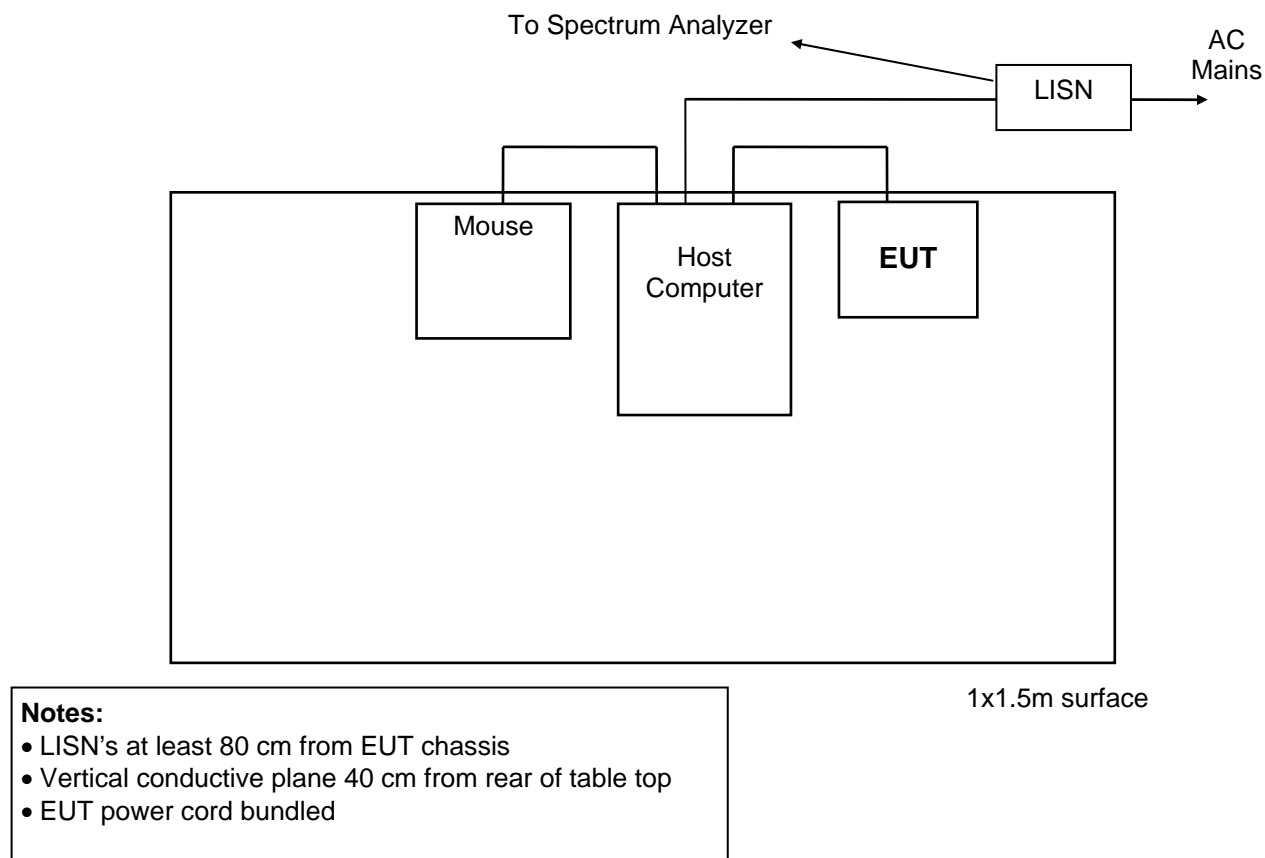 To Spectrum Analyzer
AC
Mains
LISN
Mouse
Host
Computer
EUT
1x1.5m surface
Notes:
• LISN’s at least 80 cm from EUT chassis
• Vertical conductive plane 40 cm from rear of table top
• EUT power cord bundled